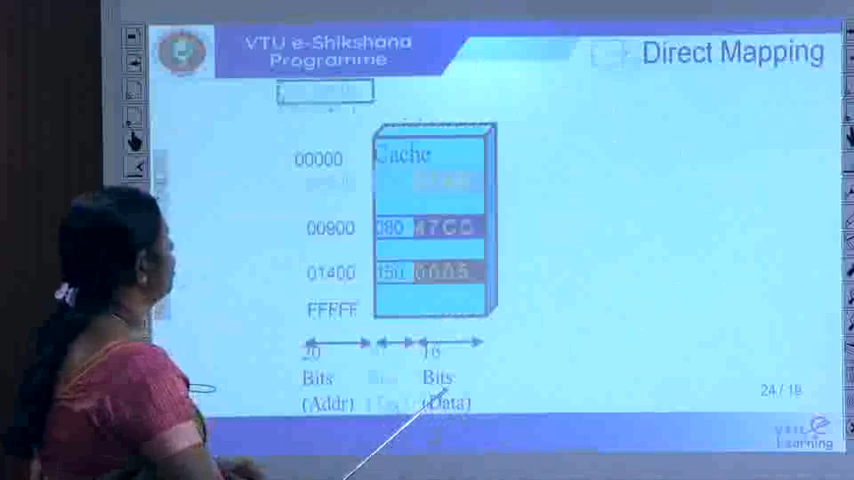 VTU e-Shikshana
Programme
Direct Mapping
Cache
00000
00900 080 47CC
01400 150 0005
FFFFF
20 16
Bits Bits
(Addr) (Data)
24 / 18
VTU e
Learning